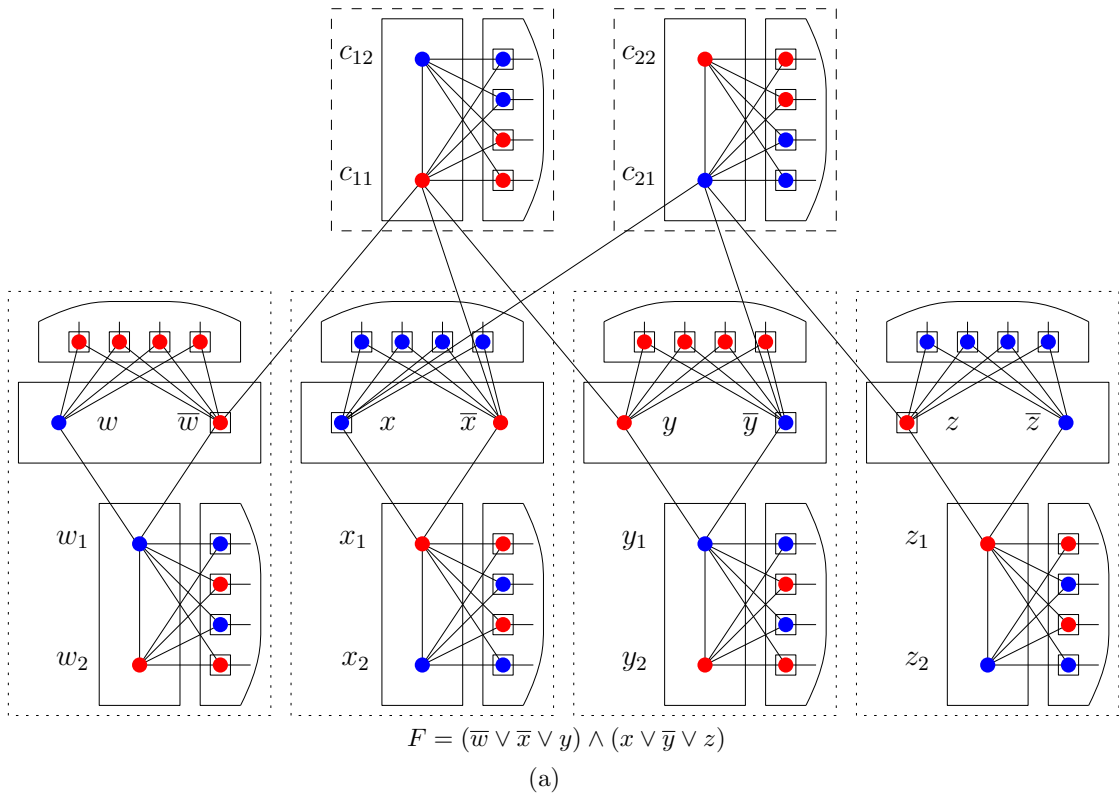 c₁₂ c₂₂
c₁₁ c₂₁
w w̅ x x̅ y y̅ z z̅
w₁ x₁ y₁ z₁
w₂ x₂ y₂ z₂
F = (w̅ ∨ x̅ ∨ y) ∧ (x ∨ y̅ ∨ z)
(a)